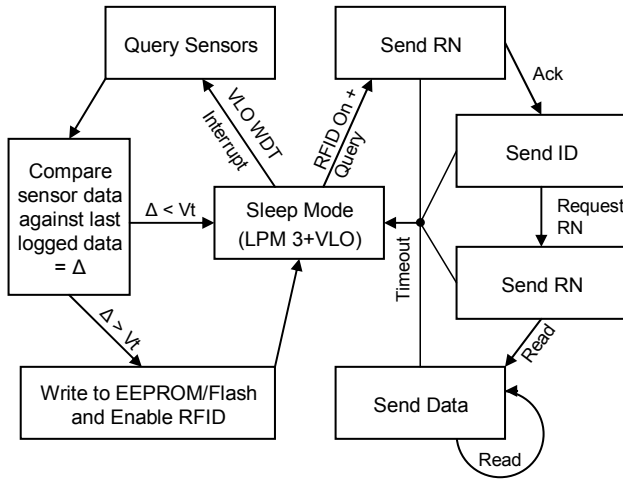 Query Sensors
Send RN
Ack
VLO WDT
Interrupt
RFID On +
Query
Send ID
Compare
sensor data
against last
logged data
= Δ
Δ < Vt
Sleep Mode
(LPM 3+VLO)
Request
RN
Timeout
Send RN
Δ > Vt
Read
Write to EEPROM/Flash
and Enable RFID
Send Data
Read